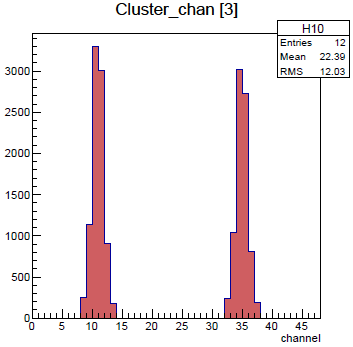 Cluster_chan [3]
H10
Entries 12
Mean 22.39
RMS 12.03
3000
2500
2000
1500
1000
500
0
0 5 10 15 20 25 30 35 40 45
channel